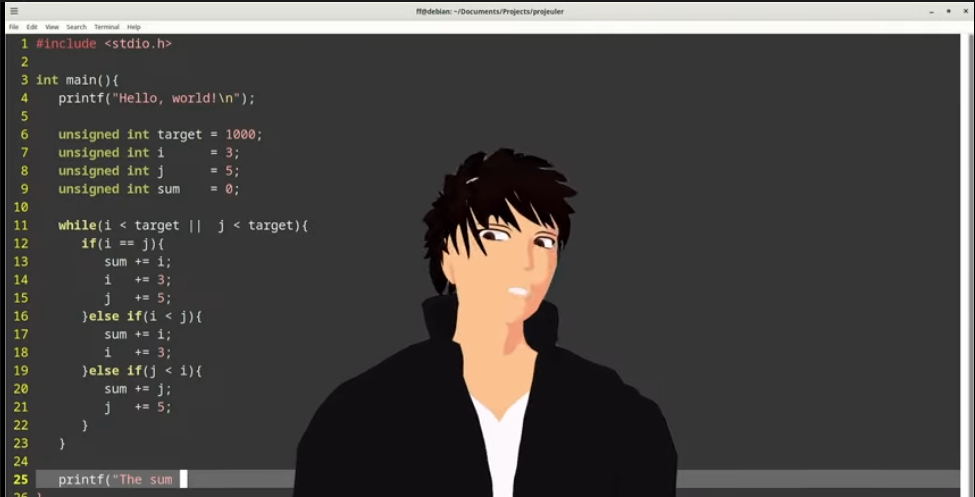 ff@debian: ~/Documents/Projects/projeuler
File Edit View Search Terminal Help
1 #include <stdio.h>
2
3 int main(){
4    printf("Hello, world!\n");
5
6    unsigned int target = 1000;
7    unsigned int i      = 3;
8    unsigned int j      = 5;
9    unsigned int sum    = 0;
10
11    while(i < target ||  j < target){
12       if(i == j){
13          sum += i;
14          i   += 3;
15          j   += 5;
16       }else if(i < j){
17          sum += i;
18          i   += 3;
19       }else if(j < i){
20          sum += j;
21          j   += 5;
22       }
23    }
24
25    printf("The sum
26 }